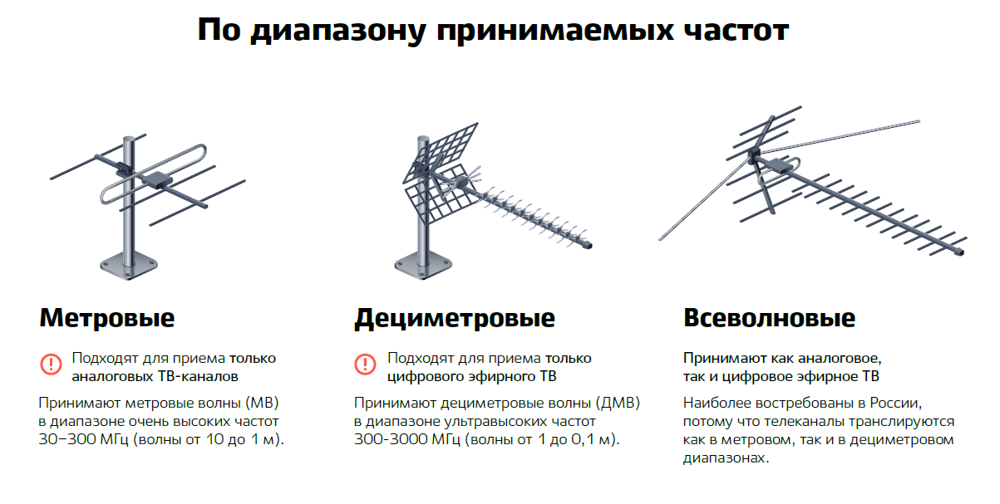 По диапазону принимаемых частот
Метровые
Подходят для приема только
аналоговых ТВ-каналов
Принимают метровые волны (МВ)
в диапазоне очень высоких частот
30–300 МГц (волны от 10 до 1 м).
Дециметровые
Подходят для приема только
цифрового эфирного ТВ
Принимают дециметровые волны (ДМВ)
в диапазоне ультравысоких частот
300-3000 МГц (волны от 1 до 0,1 м).
Всеволновые
Принимают как аналоговое,
так и цифровое эфирное ТВ
Наиболее востребованы в России,
потому что телеканалы транслируются
как в метровом, так и в дециметровом
диапазонах.